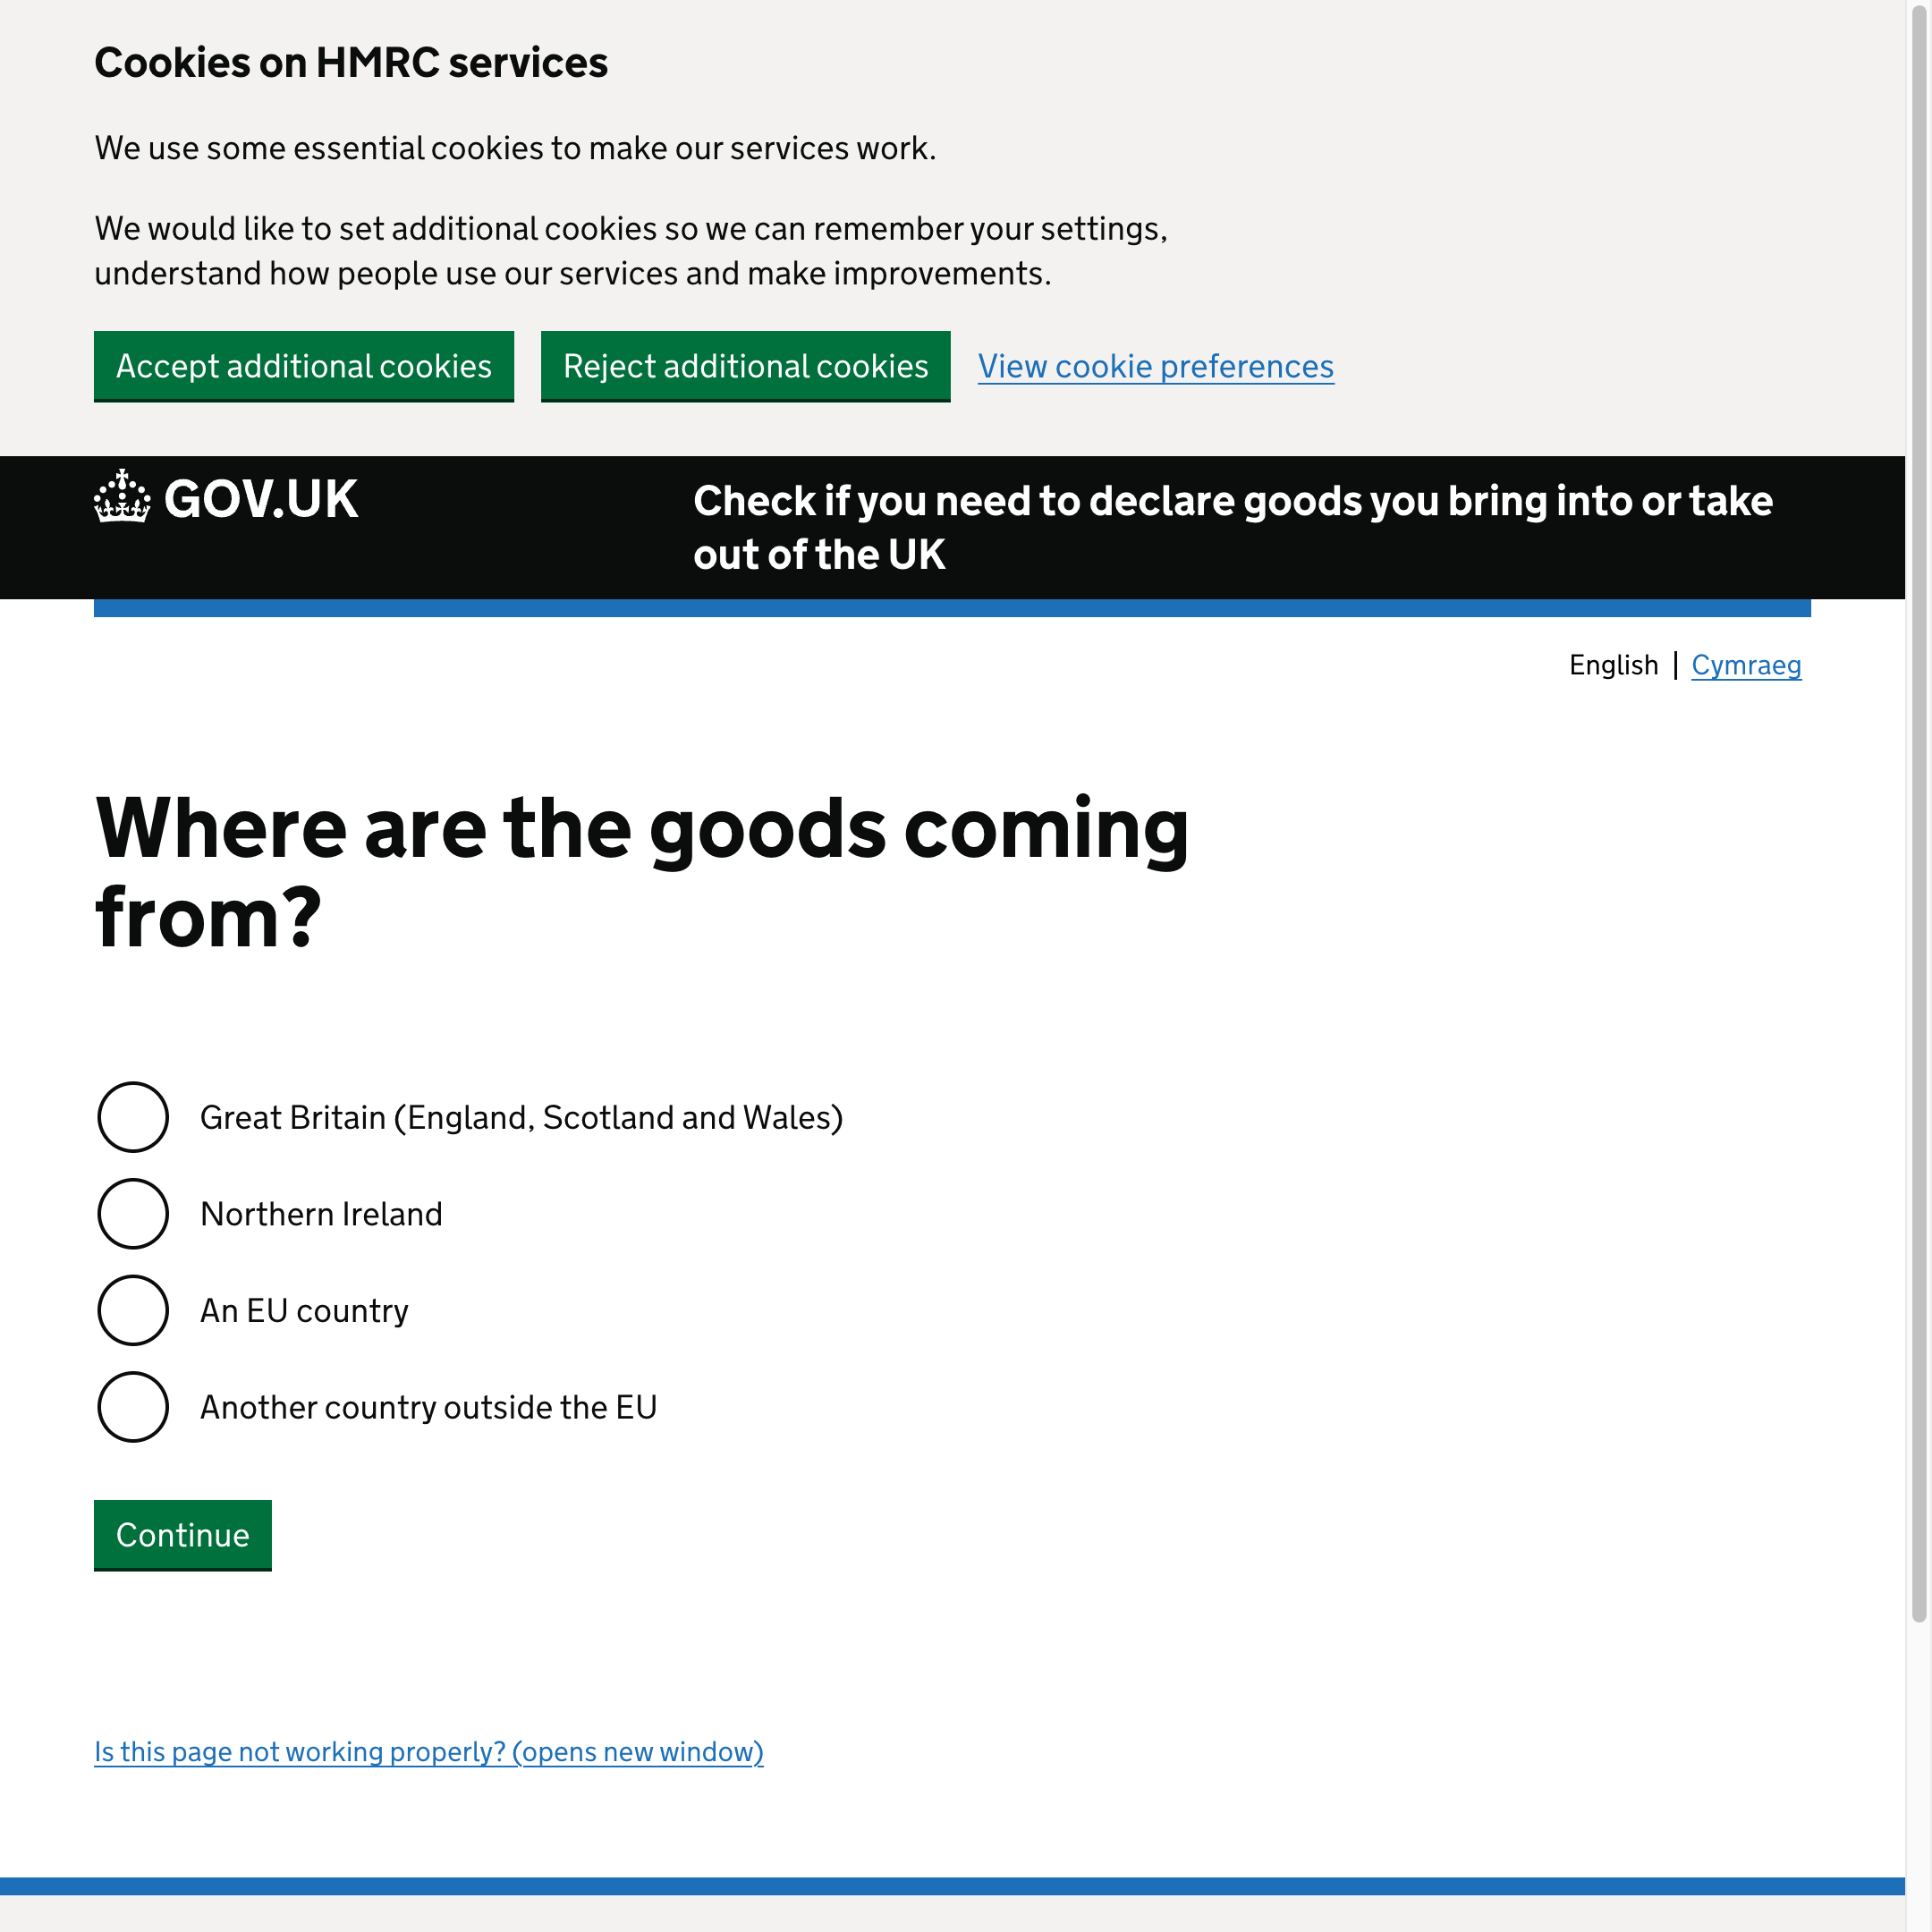 Cookies on HMRC services
We use some essential cookies to make our services work.
We would like to set additional cookies so we can remember your settings,
understand how people use our services and make improvements.
Accept additional cookies
Reject additional cookies
View cookie preferences
GOV.UK
Check if you need to declare goods you bring into or take
out of the UK
English | Cymraeg
Where are the goods coming
from?
Great Britain (England, Scotland and Wales)
Northern Ireland
An EU country
Another country outside the EU
Continue
Is this page not working properly? (opens new window)